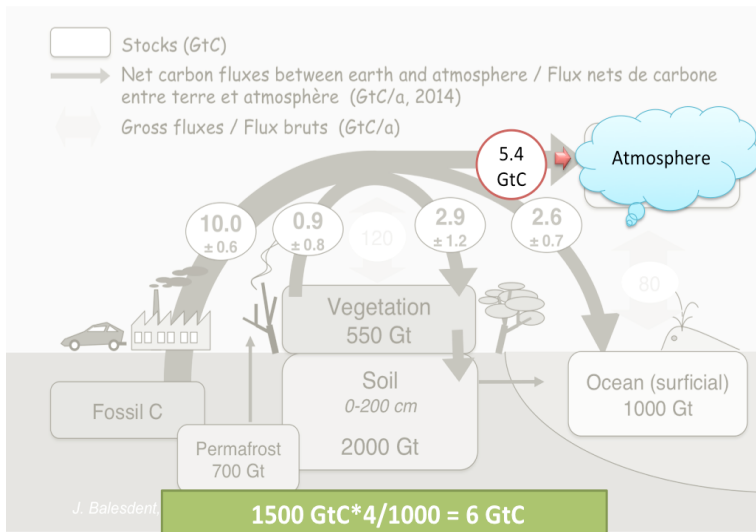 Stocks (GtC)
Net carbon fluxes between earth and atmosphere / Flux nets de carbone
entre terre et atmosphère (GtC/a, 2014)
Gross fluxes / Flux bruts (GtC/a)
5.4
GtC
Atmosphere
10.0
± 0.6
0.9
± 0.8
120
2.9
± 1.2
2.6
± 0.7
80
Vegetation
550 Gt
Soil
0-200 cm
2000 Gt
Fossil C
Permafrost
700 Gt
Ocean (surficial)
1000 Gt
J. Balesdent,
1500 GtC*4/1000 = 6 GtC